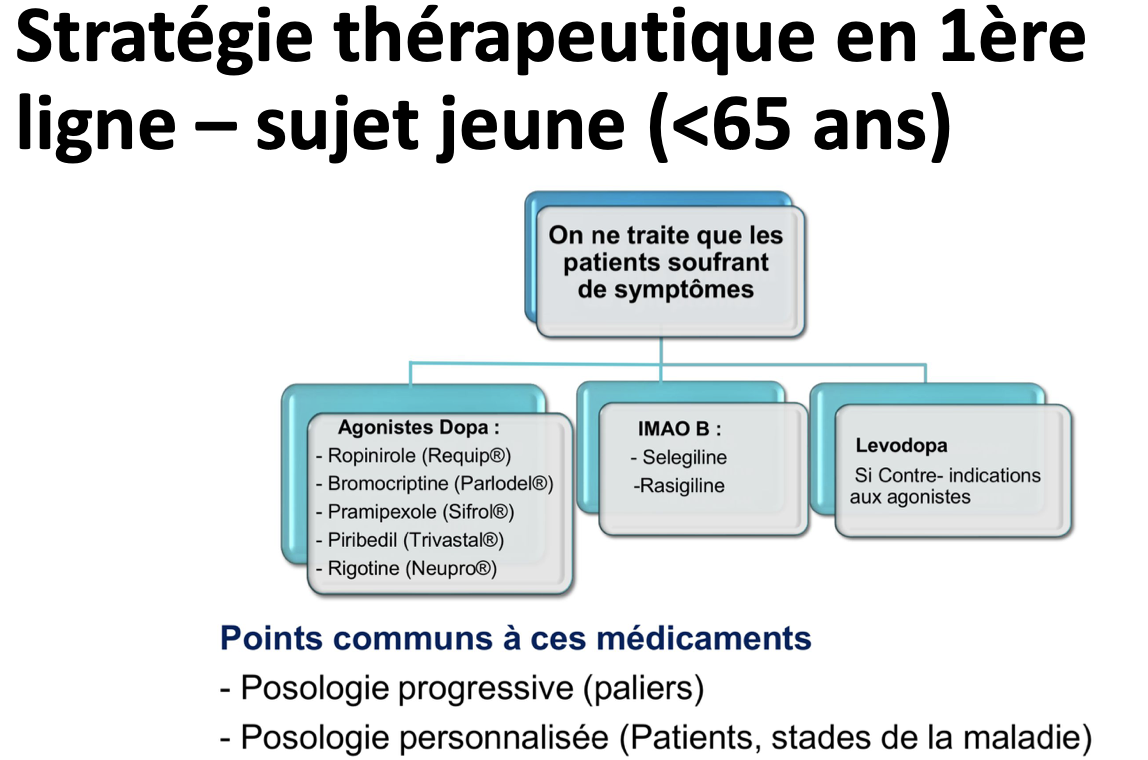 Stratégie thérapeutique en 1ère
ligne – sujet jeune (<65 ans)
On ne traite que les
patients soufrant
de symptômes
Agonistes Dopa :
- Ropinirole (Requip®)
- Bromocriptine (Parlodel®)
- Pramipexole (Sifrol®)
- Piribedil (Trivastal®)
- Rigotine (Neupro®)
IMAO B :
- Selegiline
-Rasigiline
Levodopa
Si Contre- indications
aux agonistes
Points communs à ces médicaments
- Posologie progressive (paliers)
- Posologie personnalisée (Patients, stades de la maladie)